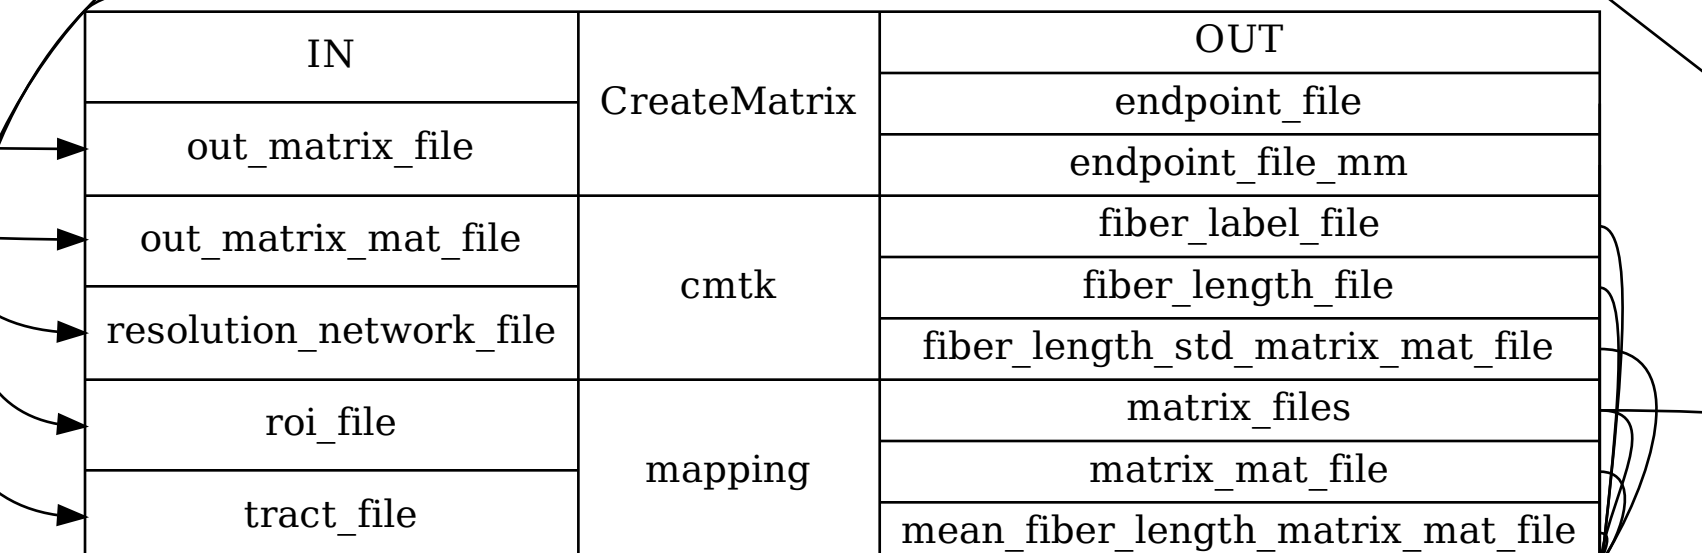 IN
out_matrix_file
out_matrix_mat_file
resolution_network_file
roi_file
tract_file
CreateMatrix
cmtk
mapping
OUT
endpoint_file
endpoint_file_mm
fiber_label_file
fiber_length_file
fiber_length_std_matrix_mat_file
matrix_files
matrix_mat_file
mean_fiber_length_matrix_mat_file